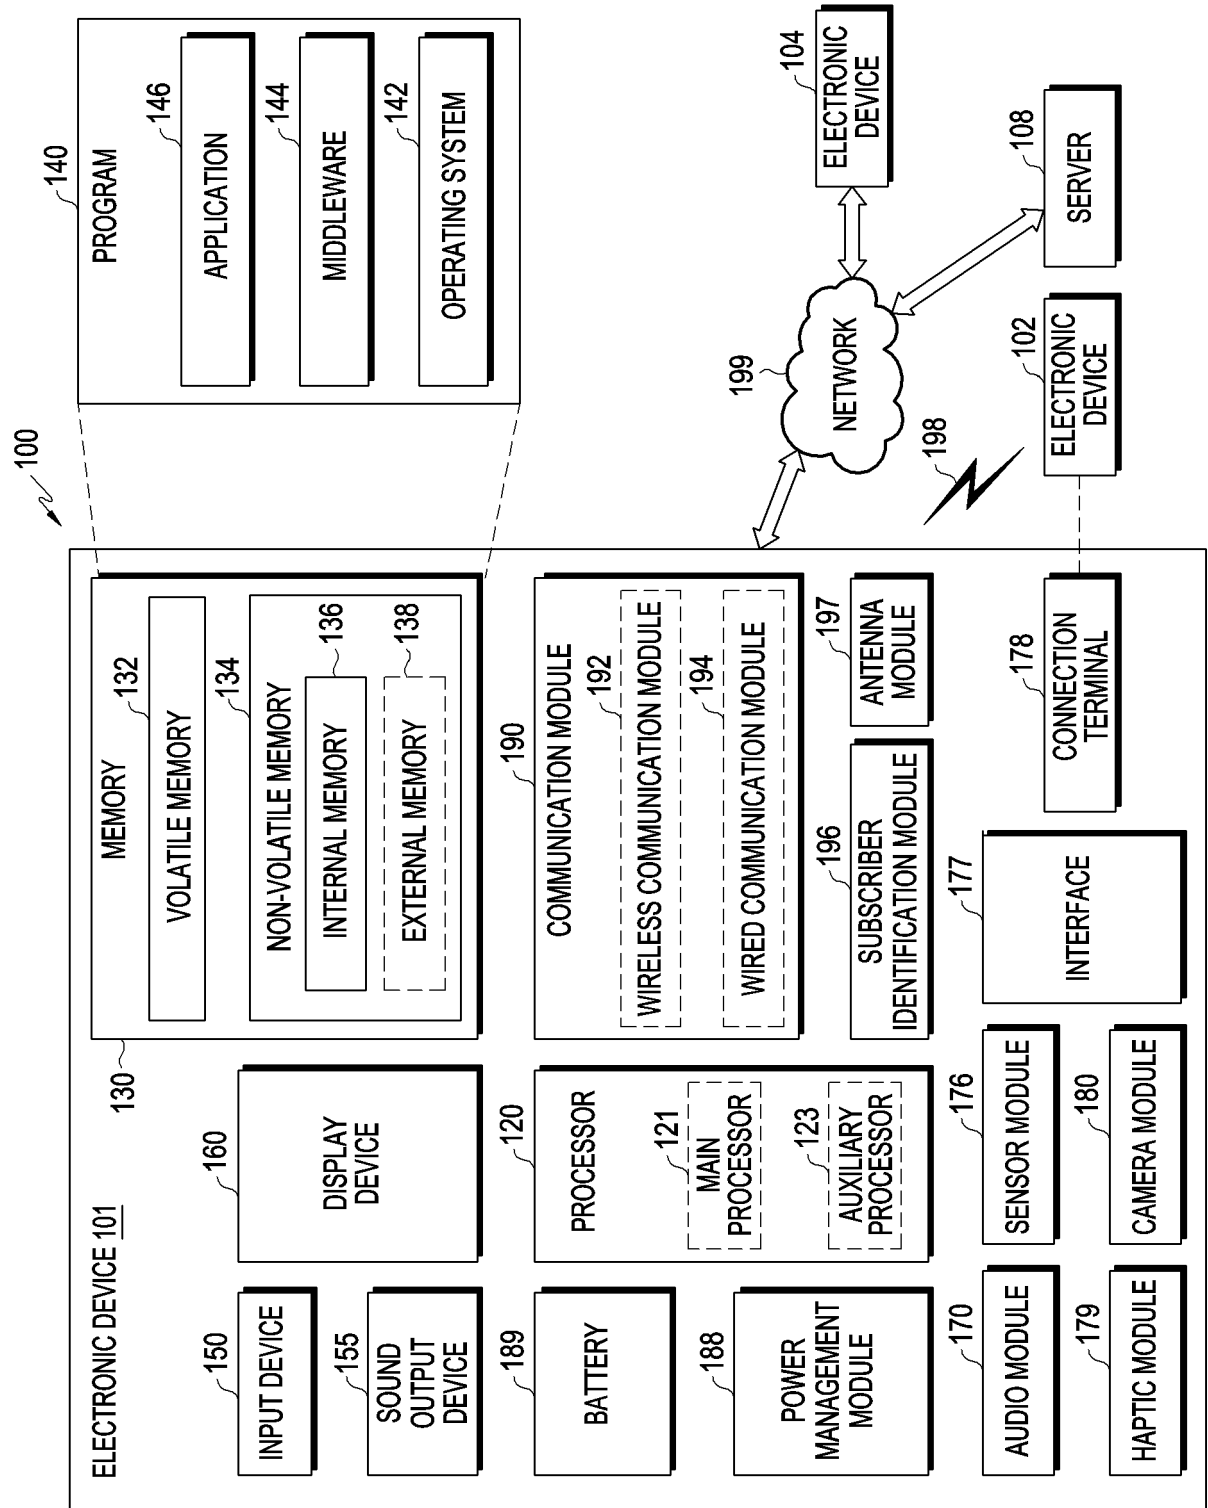 100
ELECTRONIC DEVICE 101
150
INPUT DEVICE
155
SOUND
OUTPUT
DEVICE
189
BATTERY
188
POWER
MANAGEMENT
MODULE
170
AUDIO MODULE
179
HAPTIC MODULE
160
DISPLAY
DEVICE
120
PROCESSOR
121
MAIN
PROCESSOR
123
AUXILIARY
PROCESSOR
176
SENSOR MODULE
180
CAMERA MODULE
130
MEMORY
132
VOLATILE MEMORY
134
NON-VOLATILE MEMORY
136
INTERNAL MEMORY
138
EXTERNAL MEMORY
190
COMMUNICATION MODULE
192
WIRELESS COMMUNICATION MODULE
194
WIRED COMMUNICATION MODULE
196
SUBSCRIBER
IDENTIFICATION MODULE
197
ANTENNA
MODULE
177
INTERFACE
178
CONNECTION
TERMINAL
140
PROGRAM
146
APPLICATION
144
MIDDLEWARE
142
OPERATING SYSTEM
199
NETWORK
198
104
ELECTRONIC
DEVICE
102
ELECTRONIC
DEVICE
108
SERVER